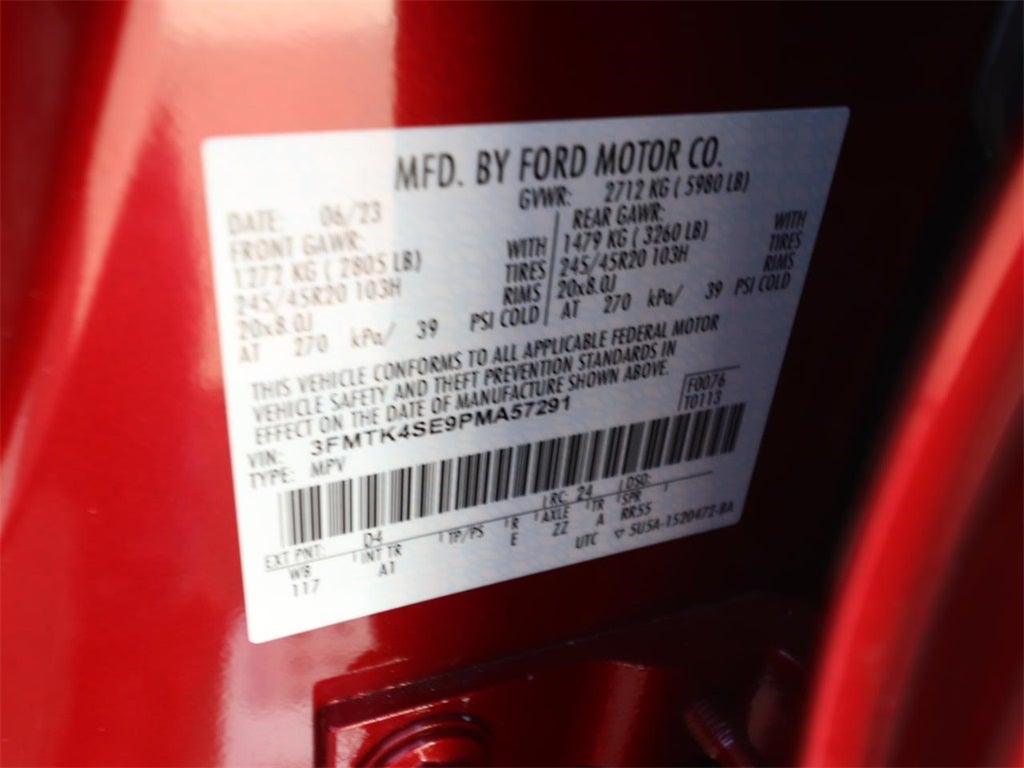 MFD. BY FORD MOTOR CO.
DATE: 06/23 GVWR: 2712 KG ( 5980 LB)
FRONT GAWR: WITH REAR GAWR: WITH
1272 KG ( 2805 LB) TIRES 1479 KG ( 3260 LB) TIRES
245/45R20 103H RIMS 245/45R20 103H RIMS
20x8.0J PSI COLD 20x8.0J PSI COLD
AT 270 kPa/ 39 AT 270 kPa/ 39
THIS VEHICLE CONFORMS TO ALL APPLICABLE FEDERAL MOTOR
VEHICLE SAFETY AND THEFT PREVENTION STANDARDS IN
EFFECT ON THE DATE OF MANUFACTURE SHOWN ABOVE.
VIN: 3FMTK4SE9PMA57291 F0076
TYPE: MPV T0113
EXT PNT: D4 RC: 24 DSO:
WB INT TR TP/PS R AXLE TR SPR
117 A1 E ZZ A RR55
UTC ▽ 5U5A-1520472-BA